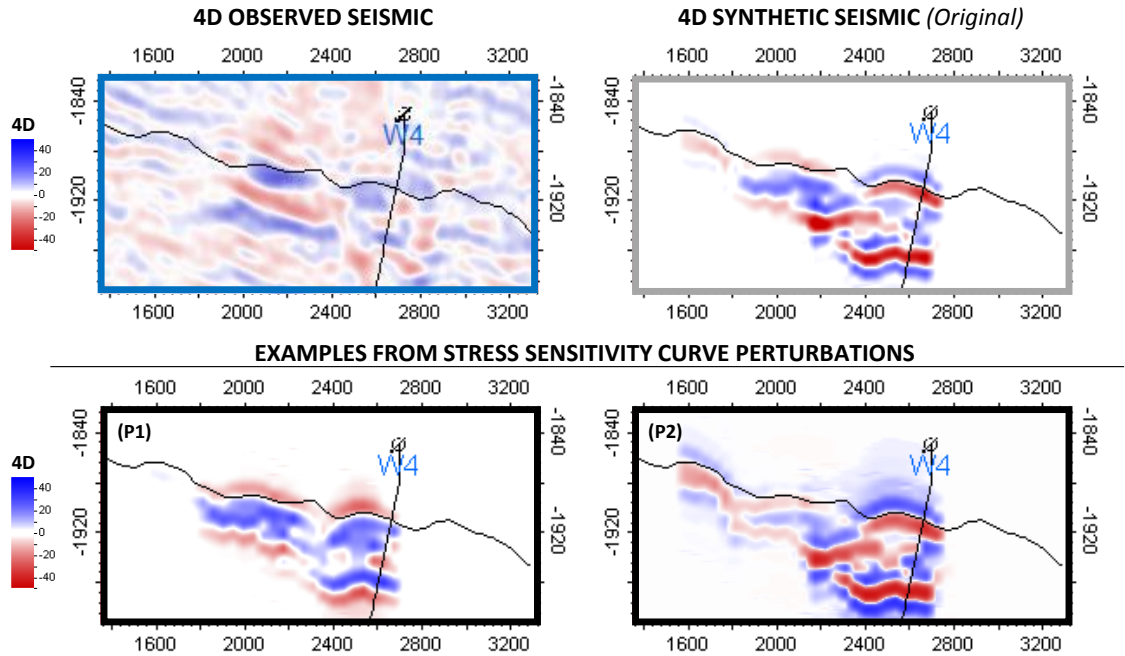 4D OBSERVED SEISMIC
4D SYNTHETIC SEISMIC (Original)
1600 2000 2400 2800 3200
1600 2000 2400 2800 3200
4D
40
20
0
-20
-40
-1840
-1920
W4
-1840
-1920
-1840
-1920
W4
-1840
-1920
1600 2000 2400 2800 3200
1600 2000 2400 2800 3200
EXAMPLES FROM STRESS SENSITIVITY CURVE PERTURBATIONS
1600 2000 2400 2800 3200
1600 2000 2400 2800 3200
4D
40
20
0
-20
-40
-1840
-1920
(P1)
W4
-1840
-1920
-1840
-1920
(P2)
W4
-1840
-1920
1600 2000 2400 2800 3200
1600 2000 2400 2800 3200